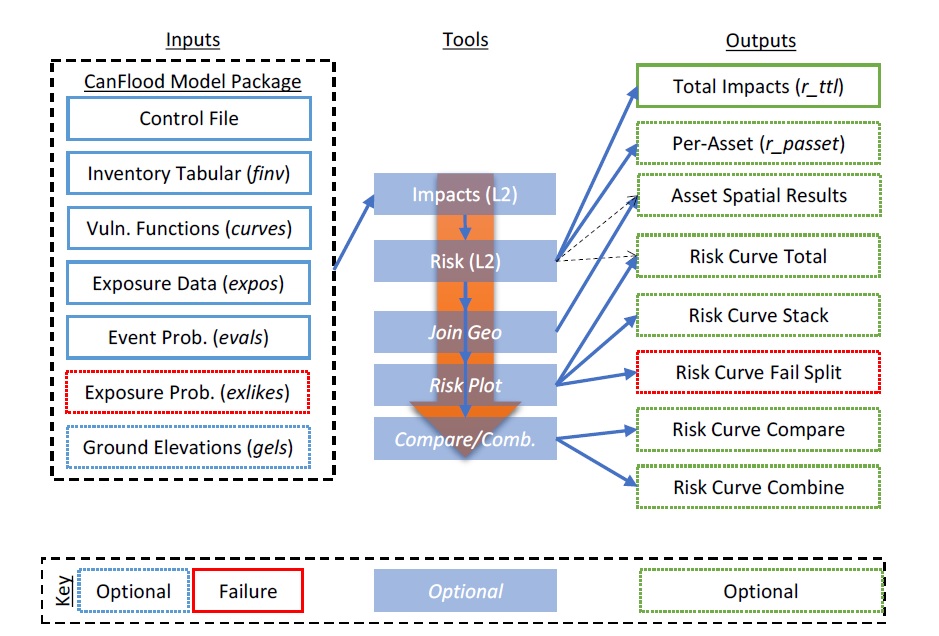 Inputs
Tools
Outputs
CanFlood Model Package
Control File
Inventory Tabular (finv)
Vuln. Functions (curves)
Exposure Data (expos)
Event Prob. (evals)
Exposure Prob. (exlikes)
Ground Elevations (gels)
Impacts (L2)
Risk (L2)
Join Geo
Risk Plot
Compare/Comb.
Total Impacts (r_ttl)
Per-Asset (r_passet)
Asset Spatial Results
Risk Curve Total
Risk Curve Stack
Risk Curve Fail Split
Risk Curve Compare
Risk Curve Combine
Key
Optional
Failure
Optional
Optional